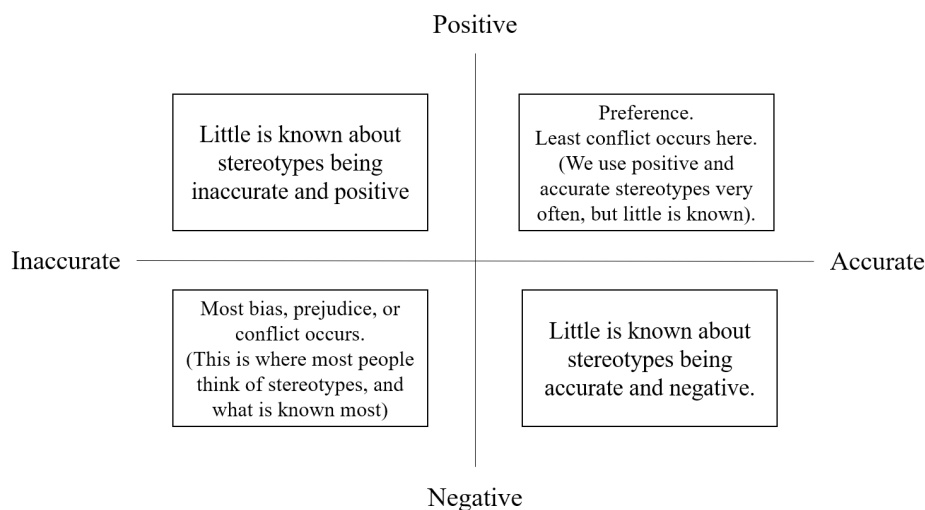 Positive
Little is known about
stereotypes being
inaccurate and positive
Preference.
Least conflict occurs here.
(We use positive and
accurate stereotypes very
often, but little is known).
Inaccurate
Accurate
Most bias, prejudice, or
conflict occurs.
(This is where most people
think of stereotypes, and
what is known most)
Little is known about
stereotypes being
accurate and negative.
Negative